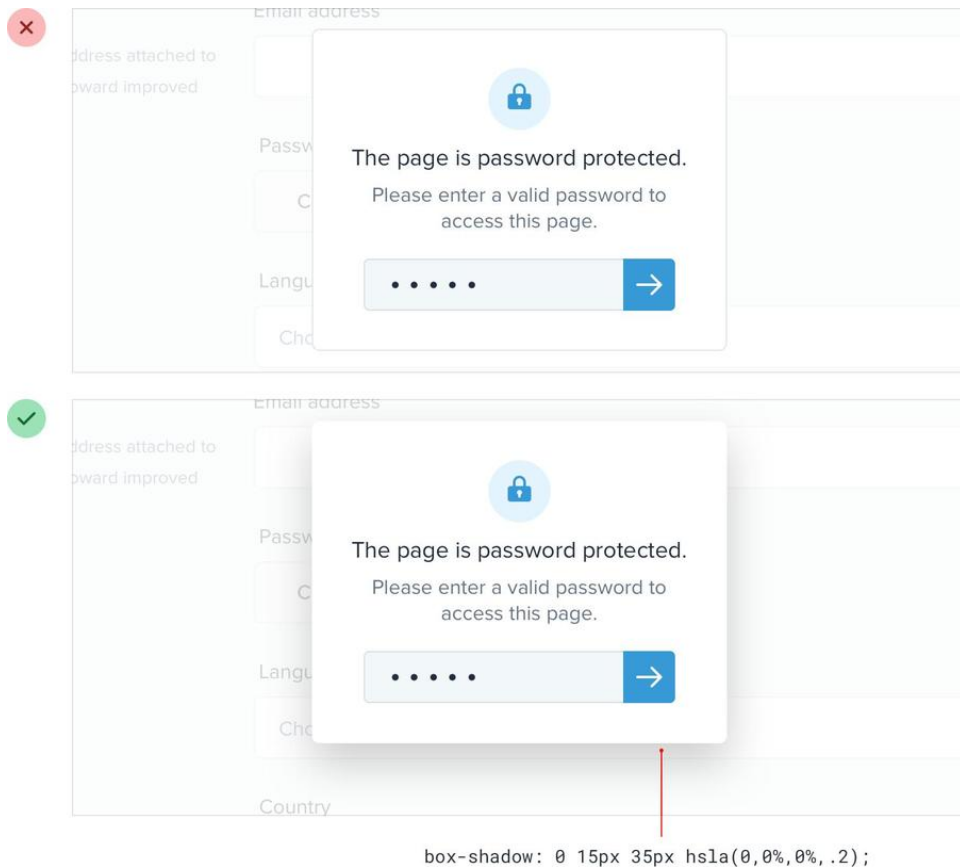 Email address
ddress attached to
oward improved
Passw
The page is password protected.
Please enter a valid password to
C
access this page.
Langu
• • • • •
Cho
Email address
ddress attached to
oward improved
Passw
The page is password protected.
Please enter a valid password to
C
access this page.
Langu
• • • • •
Cho
Country
box-shadow: 0 15px 35px hsla(0,0%,0%,.2);